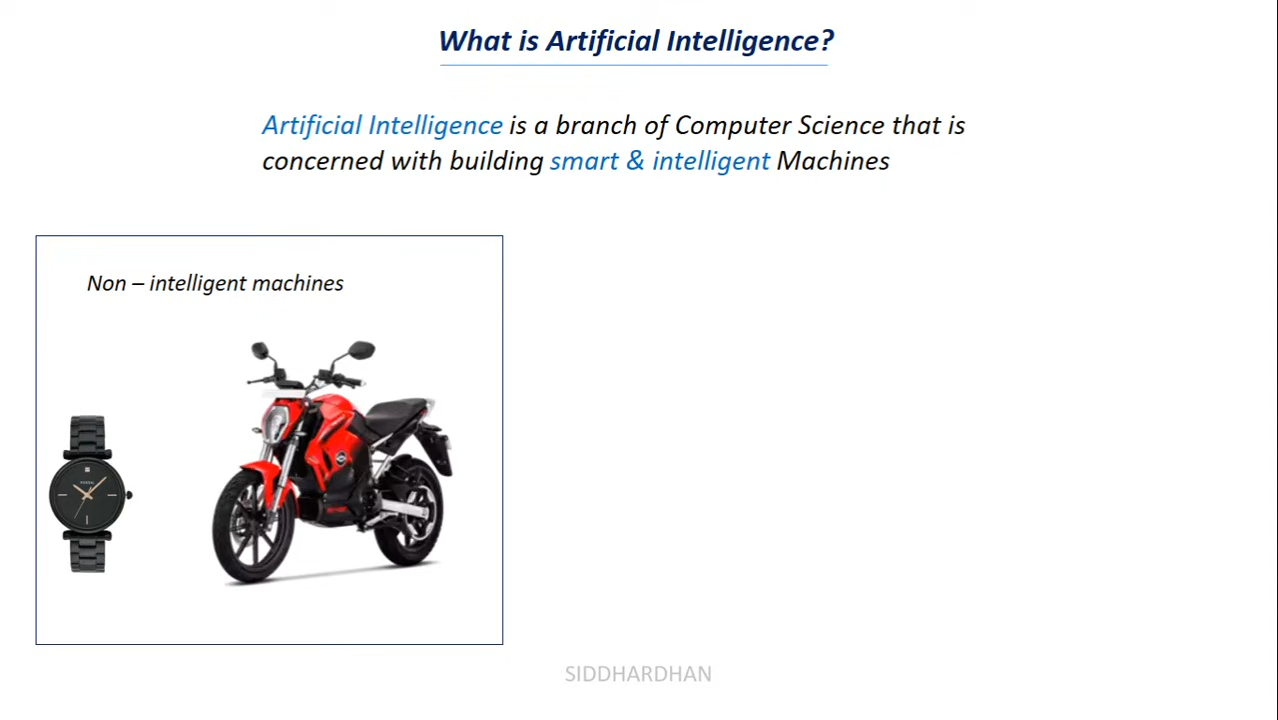 What is Artificial Intelligence?
Artificial Intelligence is a branch of Computer Science that is
concerned with building smart & intelligent Machines
Non – intelligent machines
SIDDHARDHAN